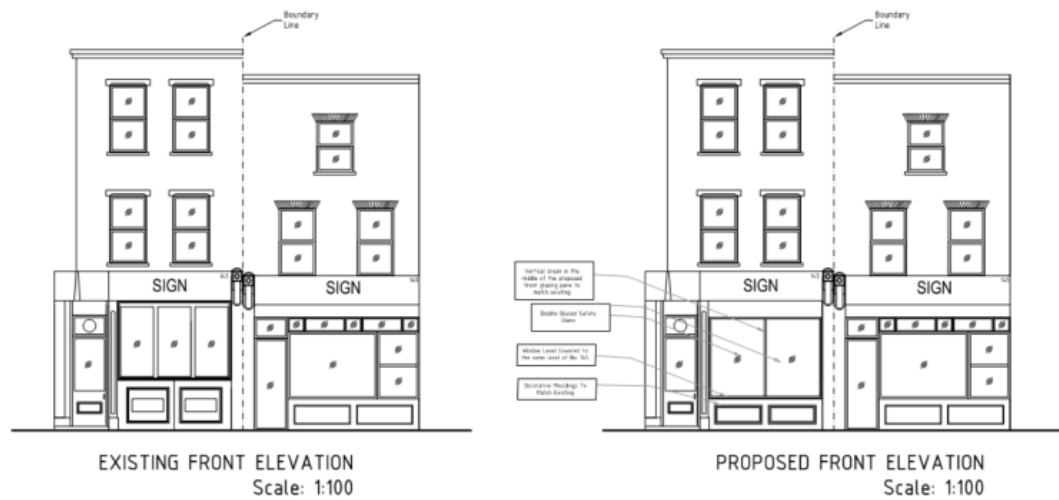 Boundary
Line
SIGN
SIGN
EXISTING FRONT ELEVATION
Scale: 1:100
Boundary
Line
Vertical break in the
middle of the proposed
front glazing pane to
match existing
Double Glazed Safety
Glass
Window Level Lowered to
the same level of No
Decorative Mouldings To
Match Existing
SIGN
SIGN
PROPOSED FRONT ELEVATION
Scale: 1:100